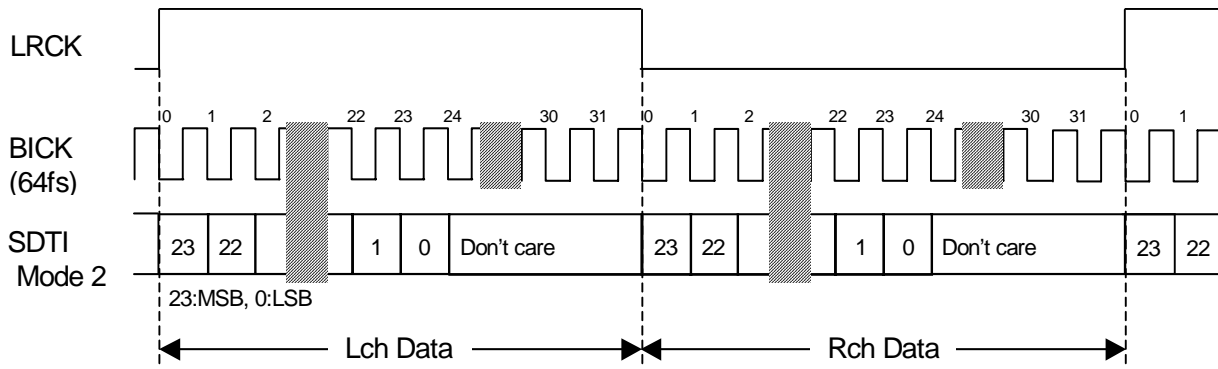 LRCK
0 1 2 22 23 24 30 31 0 1 2 22 23 24 30 31 0 1
BICK
(64fs)
SDTI
Mode 2
23 22 1 0 Don't care 23 22 1 0 Don't care 23 22
23:MSB, 0:LSB
Lch Data Rch Data